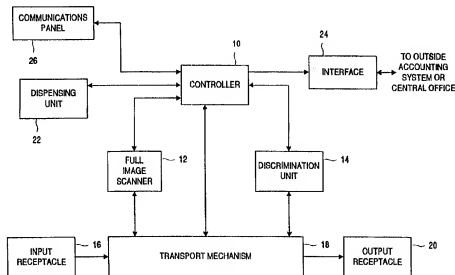 COMMUNICATIONS
PANEL
26
10
24
CONTROLLER
INTERFACE
TO OUTSIDE
ACCOUNTING
SYSTEM OR
CENTRAL OFFICE
DISPENSING
UNIT
22
FULL
IMAGE
SCANNER
12
DISCRIMINATION
UNIT
14
INPUT
RECEPTACLE
16
TRANSPORT MECHANISM
18
OUTPUT
RECEPTACLE
20